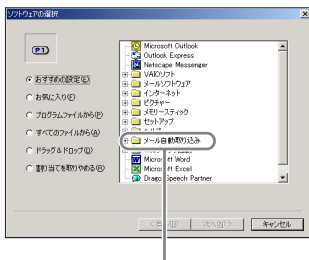 ソフトウェアの選択
P1
おすすめの設定(E)
お気に入り(F)
プログラムファイルから(P)
すべてのファイルから(A)
ドラッグ&ドロップ(D)
割り当てを取りやめる(R)
Microsoft Outlook
Outlook Express
Netscape Messenger
VAIOソフト
メールソフトウェア
インターネット
ピクチャー
メモリースティック
セットアップ
メール自動取り込み
Microsoft Word
Microsoft Excel
Drago Speech Partner
次へ(N) >
キャンセル